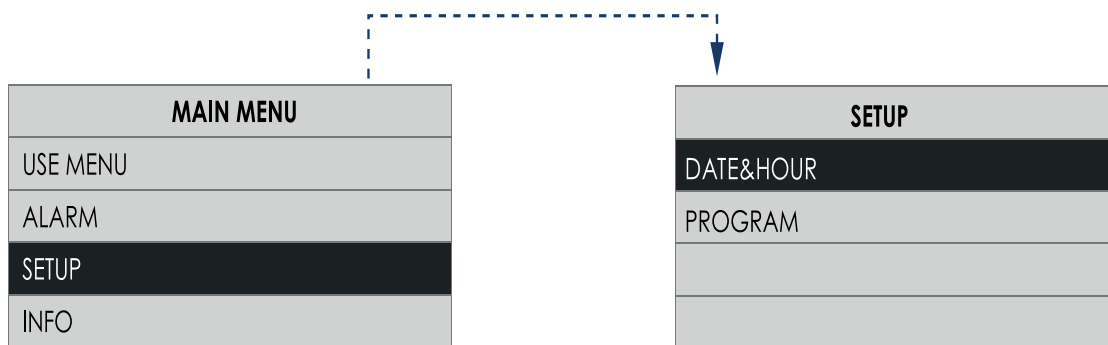 MAIN MENU
USE MENU
ALARM
SETUP
INFO
SETUP
DATE&HOUR
PROGRAM